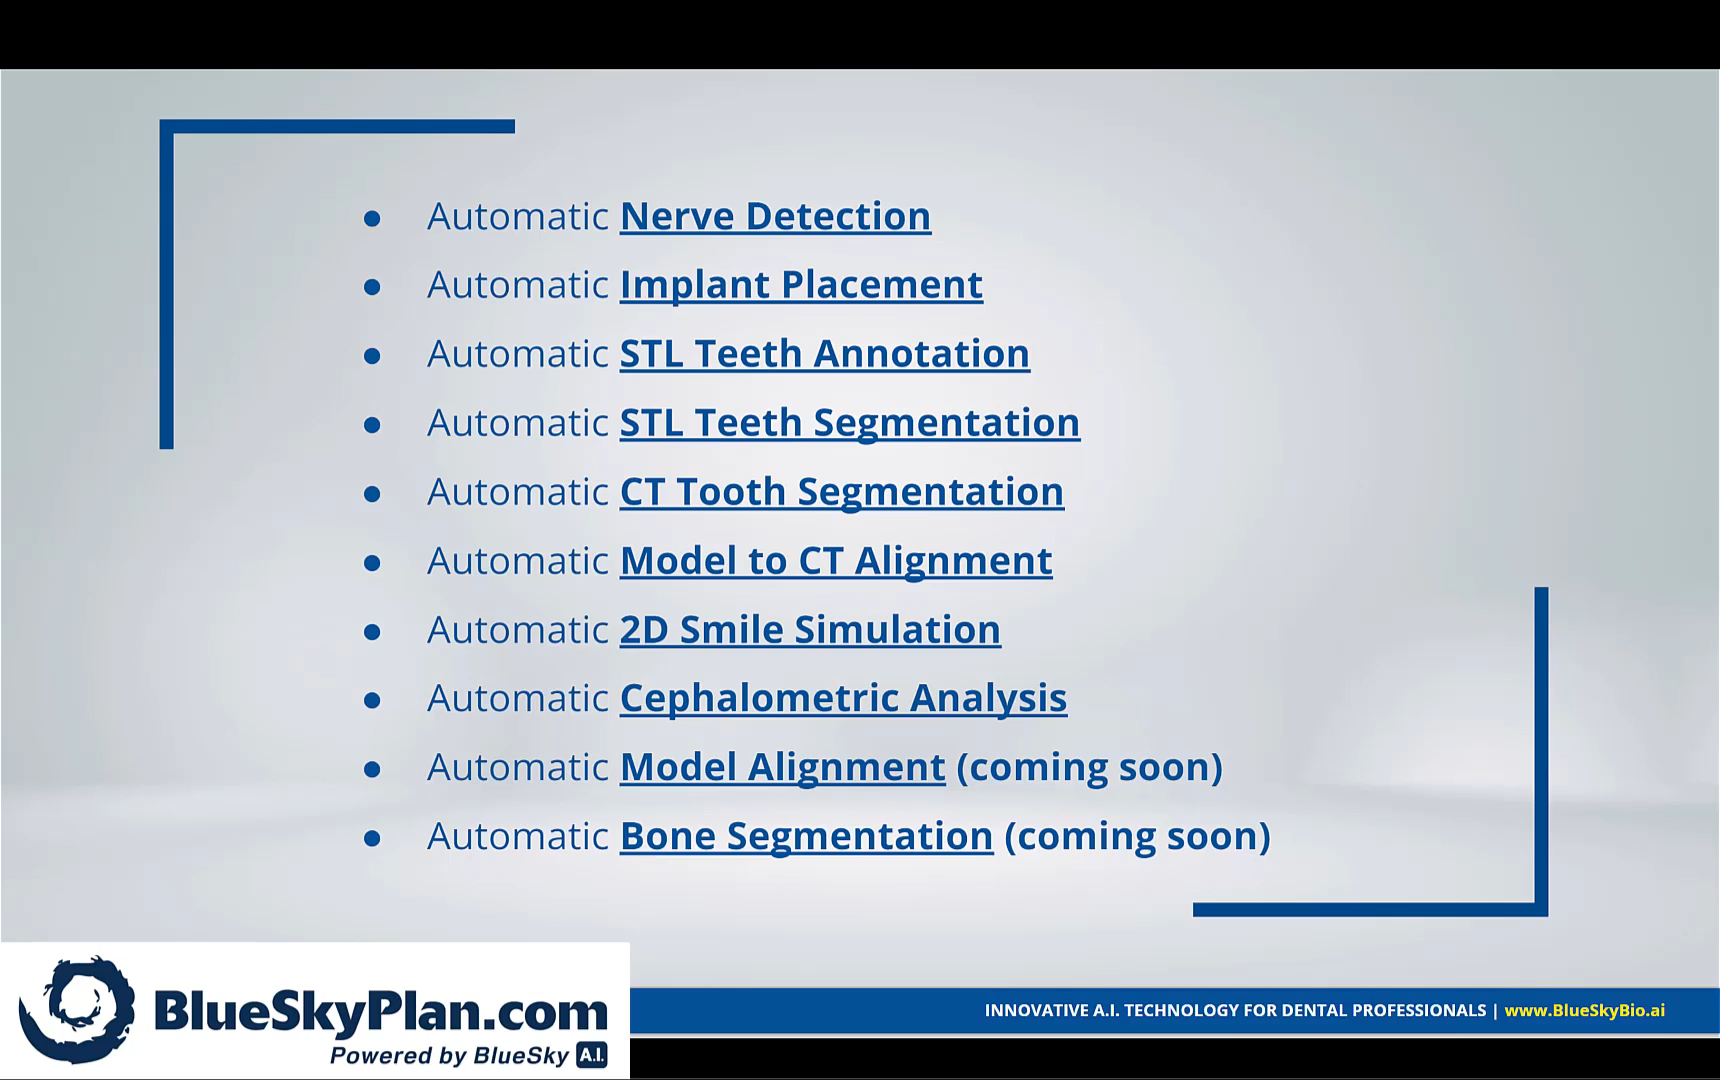 ● Automatic Nerve Detection
● Automatic Implant Placement
● Automatic STL Teeth Annotation
● Automatic STL Teeth Segmentation
● Automatic CT Tooth Segmentation
● Automatic Model to CT Alignment
● Automatic 2D Smile Simulation
● Automatic Cephalometric Analysis
● Automatic Model Alignment (coming soon)
● Automatic Bone Segmentation (coming soon)
BlueSkyPlan.com
Powered by BlueSky A.I.
INNOVATIVE A.I. TECHNOLOGY FOR DENTAL PROFESSIONALS | www.BlueSkyBio.ai